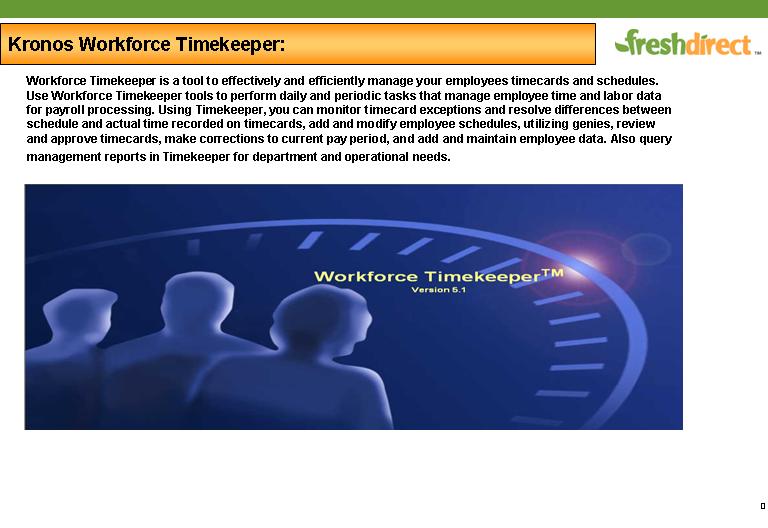 Kronos Workforce Timekeeper:
freshdirect™
Workforce Timekeeper is a tool to effectively and efficiently manage your employees timecards and schedules.
Use Workforce Timekeeper tools to perform daily and periodic tasks that manage employee time and labor data
for payroll processing. Using Timekeeper, you can monitor timecard exceptions and resolve differences between
schedule and actual time recorded on timecards, add and modify employee schedules, utilizing genies, review
and approve timecards, make corrections to current pay period, and add and maintain employee data. Also query
management reports in Timekeeper for department and operational needs.
Workforce Timekeeper™
Version 5.1
0